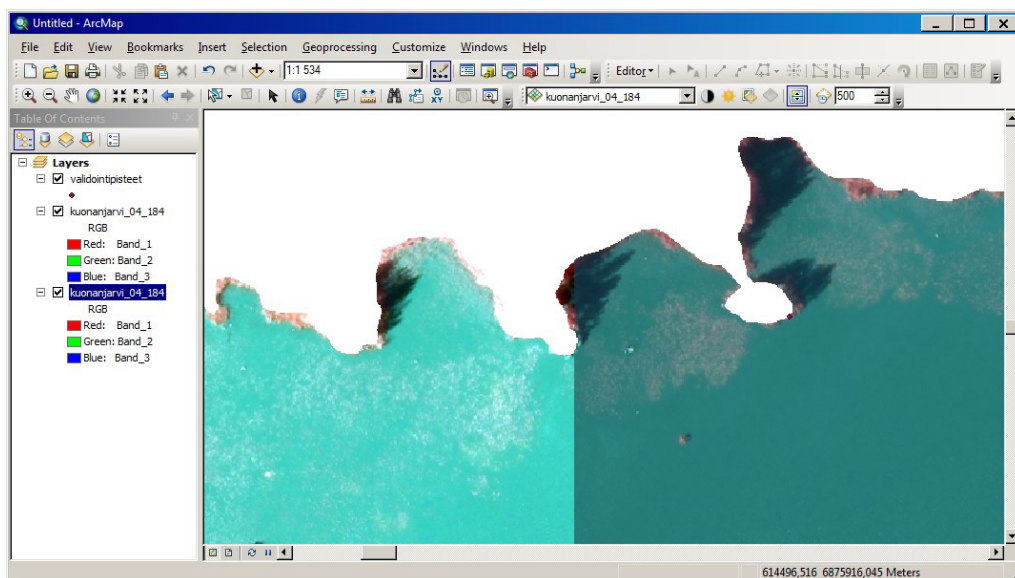 Untitled - ArcMap
File Edit View Bookmarks Insert Selection Geoprocessing Customize Windows Help
1:1 534
Editor
kuonanjarvi_04_184
500
Table Of Contents
Layers
validointipisteet
kuonanjarvi_04_184
RGB
Red: Band_1
Green: Band_2
Blue: Band_3
kuonanjarvi_04_184
RGB
Red: Band_1
Green: Band_2
Blue: Band_3
614496,516 6875916,045 Meters